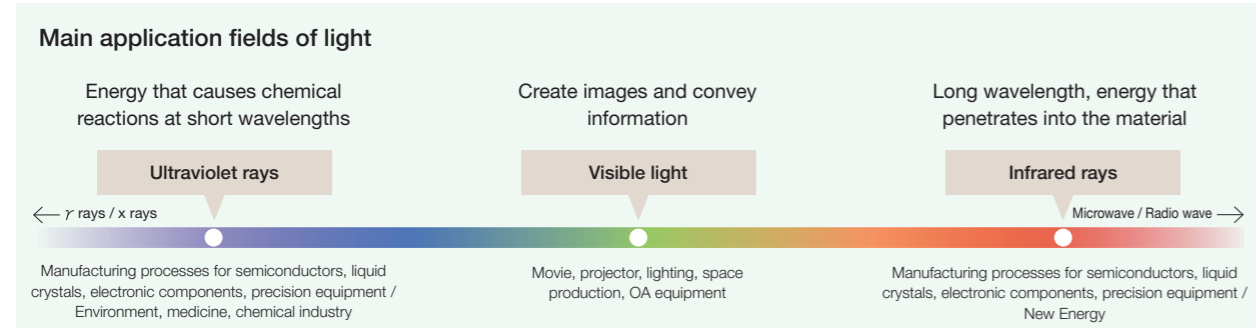 Main application fields of light
Energy that causes chemical
reactions at short wavelengths
Ultraviolet rays
Create images and convey
information
Visible light
Long wavelength, energy that
penetrates into the material
Infrared rays
← r rays / x rays
Microwave / Radio wave →
Manufacturing processes for semiconductors, liquid
crystals, electronic components, precision equipment /
Environment, medicine, chemical industry
Movie, projector, lighting, space
production, OA equipment
Manufacturing processes for semiconductors, liquid
crystals, electronic components, precision equipment /
New Energy